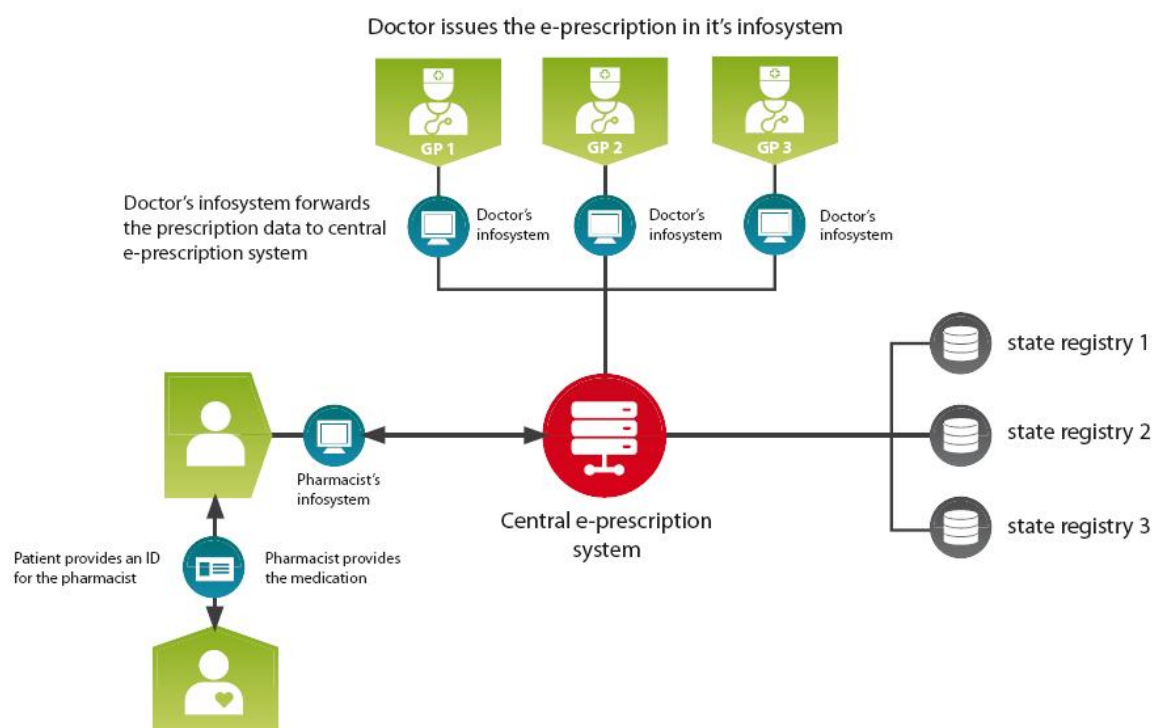 Doctor issues the e-prescription in it's infosystem
GP 1
GP 2
GP 3
Doctor's infosystem forwards
the prescription data to central
e-prescription system
Doctor's
infosystem
Doctor's
infosystem
Doctor's
infosystem
state registry 1
state registry 2
state registry 3
Pharmacist's
infosystem
Central e-prescription
system
Patient provides an ID
for the pharmacist
Pharmacist provides
the medication